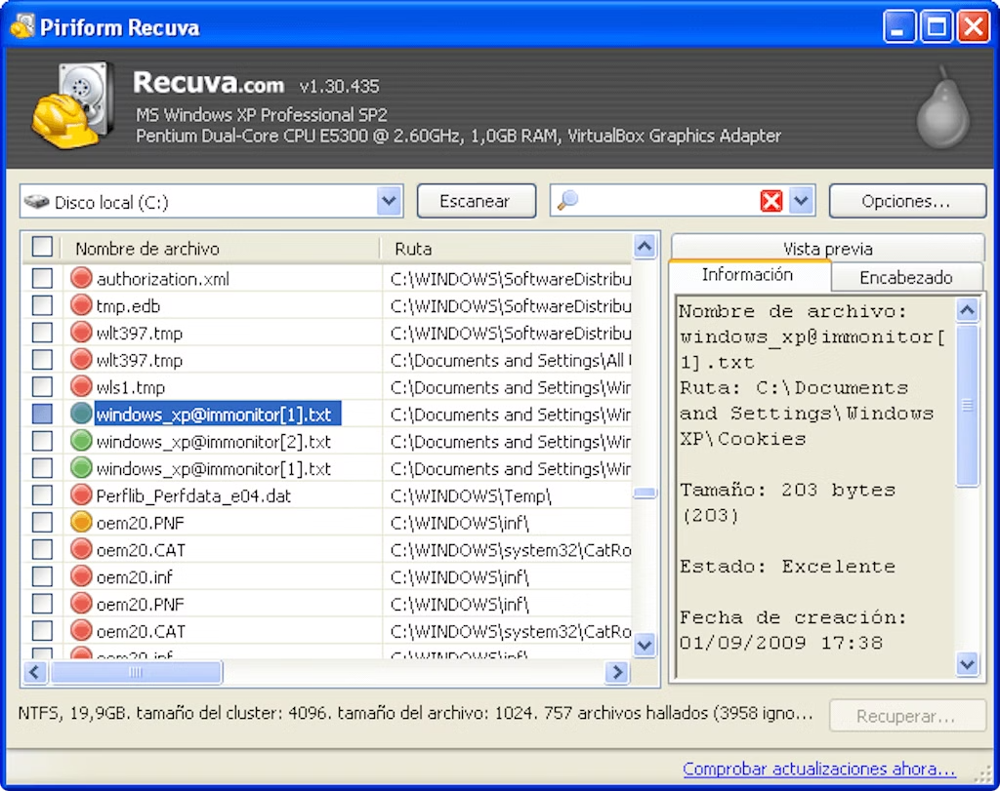 Piriform Recuva
Recuva.com v1.30.435
MS Windows XP Professional SP2
Pentium Dual-Core CPU E5300 @ 2.60GHz, 1,0GB RAM, VirtualBox Graphics Adapter
Disco local (C:) Escanear Opciones...
Nombre de archivo Ruta
authorization.xml C:\WINDOWS\SoftwareDistribu
tmp.edb C:\WINDOWS\SoftwareDistribu
wlt397.tmp C:\WINDOWS\SoftwareDistribu
wlt397.tmp C:\Documents and Settings\All
wls1.tmp C:\Documents and Settings\Wir
windows_xp@immonitor[1].txt C:\Documents and Settings\Wir
windows_xp@immonitor[2].txt C:\Documents and Settings\Wir
windows_xp@immonitor[1].txt C:\Documents and Settings\Wir
Perflib_Perfdata_e04.dat C:\WINDOWS\Temp\
oem20.PNF C:\WINDOWS\inf\
oem20.CAT C:\WINDOWS\system32\CatRo
oem20.inf C:\WINDOWS\inf\
oem20.PNF C:\WINDOWS\inf\
oem20.CAT C:\WINDOWS\system32\CatRo
oem20.inf C:\WINDOWS\inf\
Vista previa
Información Encabezado
Nombre de archivo:
windows_xp@immonitor[
1].txt
Ruta: C:\Documents
and Settings\Windows
XP\Cookies
Tamaño: 203 bytes
(203)
Estado: Excelente
Fecha de creación:
01/09/2009 17:38
NTFS, 19,9GB. tamaño del cluster: 4096. tamaño del archivo: 1024. 757 archivos hallados (3958 igno...
Recuperar...
Comprobar actualizaciones ahora...